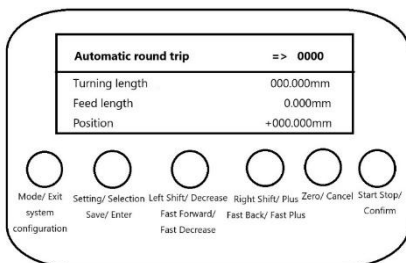 Automatic round trip => 0000
Turning length 000.000mm
Feed length 0.000mm
Position +000.000mm
Mode/ Exit
system
configuration
Setting/ Selection
Save/ Enter
Left Shift/ Decrease
Fast Forward/
Fast Decrease
Right Shift/ Plus
Fast Back/ Fast Plus
Zero/ Cancel
Start Stop/
Confirm